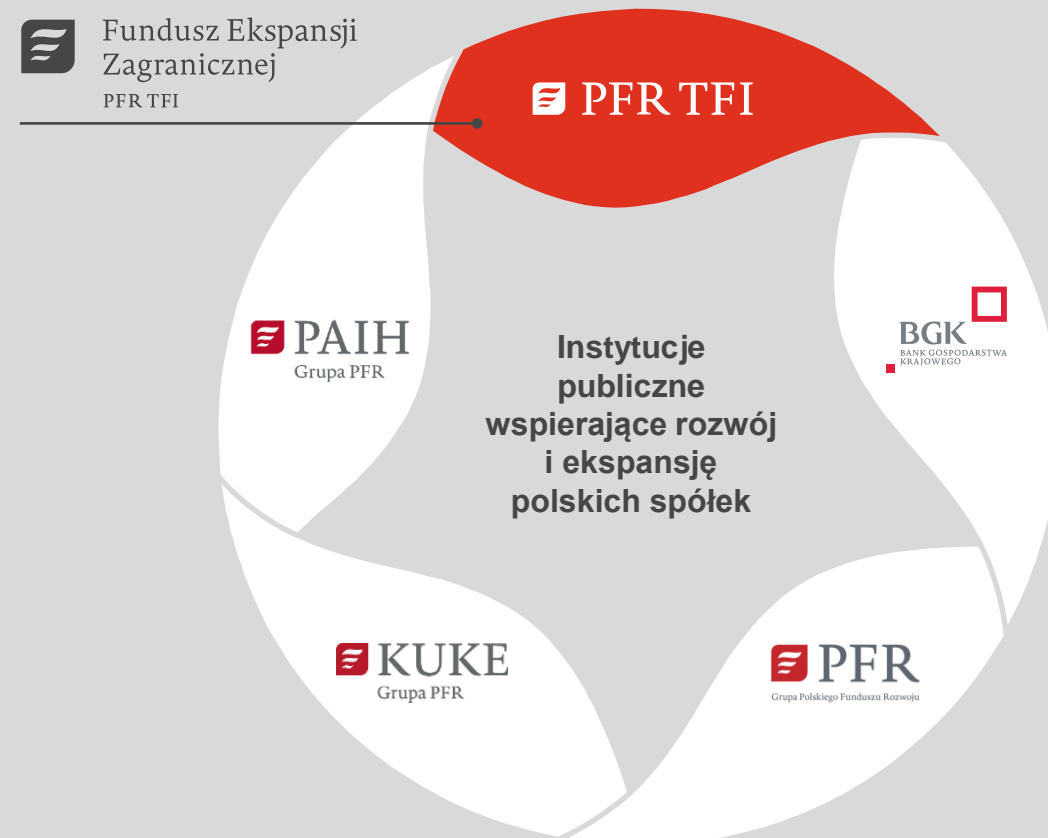 Fundusz Ekspansji
Zagranicznej
PFR TFI
PFR TFI
PAIH
Grupa PFR
BGK
BANK GOSPODARSTWA
KRAJOWEGO
Instytucje
publiczne
wspierające rozwój
i ekspansję
polskich spółek
KUKE
Grupa PFR
PFR
Grupa Polskiego Funduszu Rozwoju